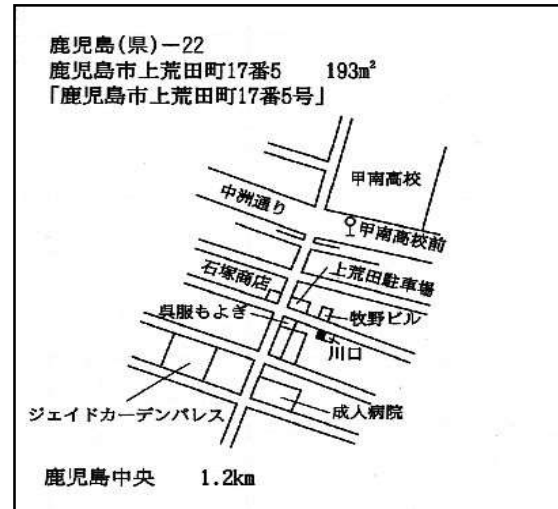 鹿児島(県)－22
鹿児島市上荒田町17番5　193m²
「鹿児島市上荒田町17番5号」
甲南高校
中洲通り
甲南高校前
上荒田駐車場
石塚商店
牧野ビル
呉服もよぎ
川口
ジェイドカーデンパレス
成人病院
鹿児島中央　1.2km